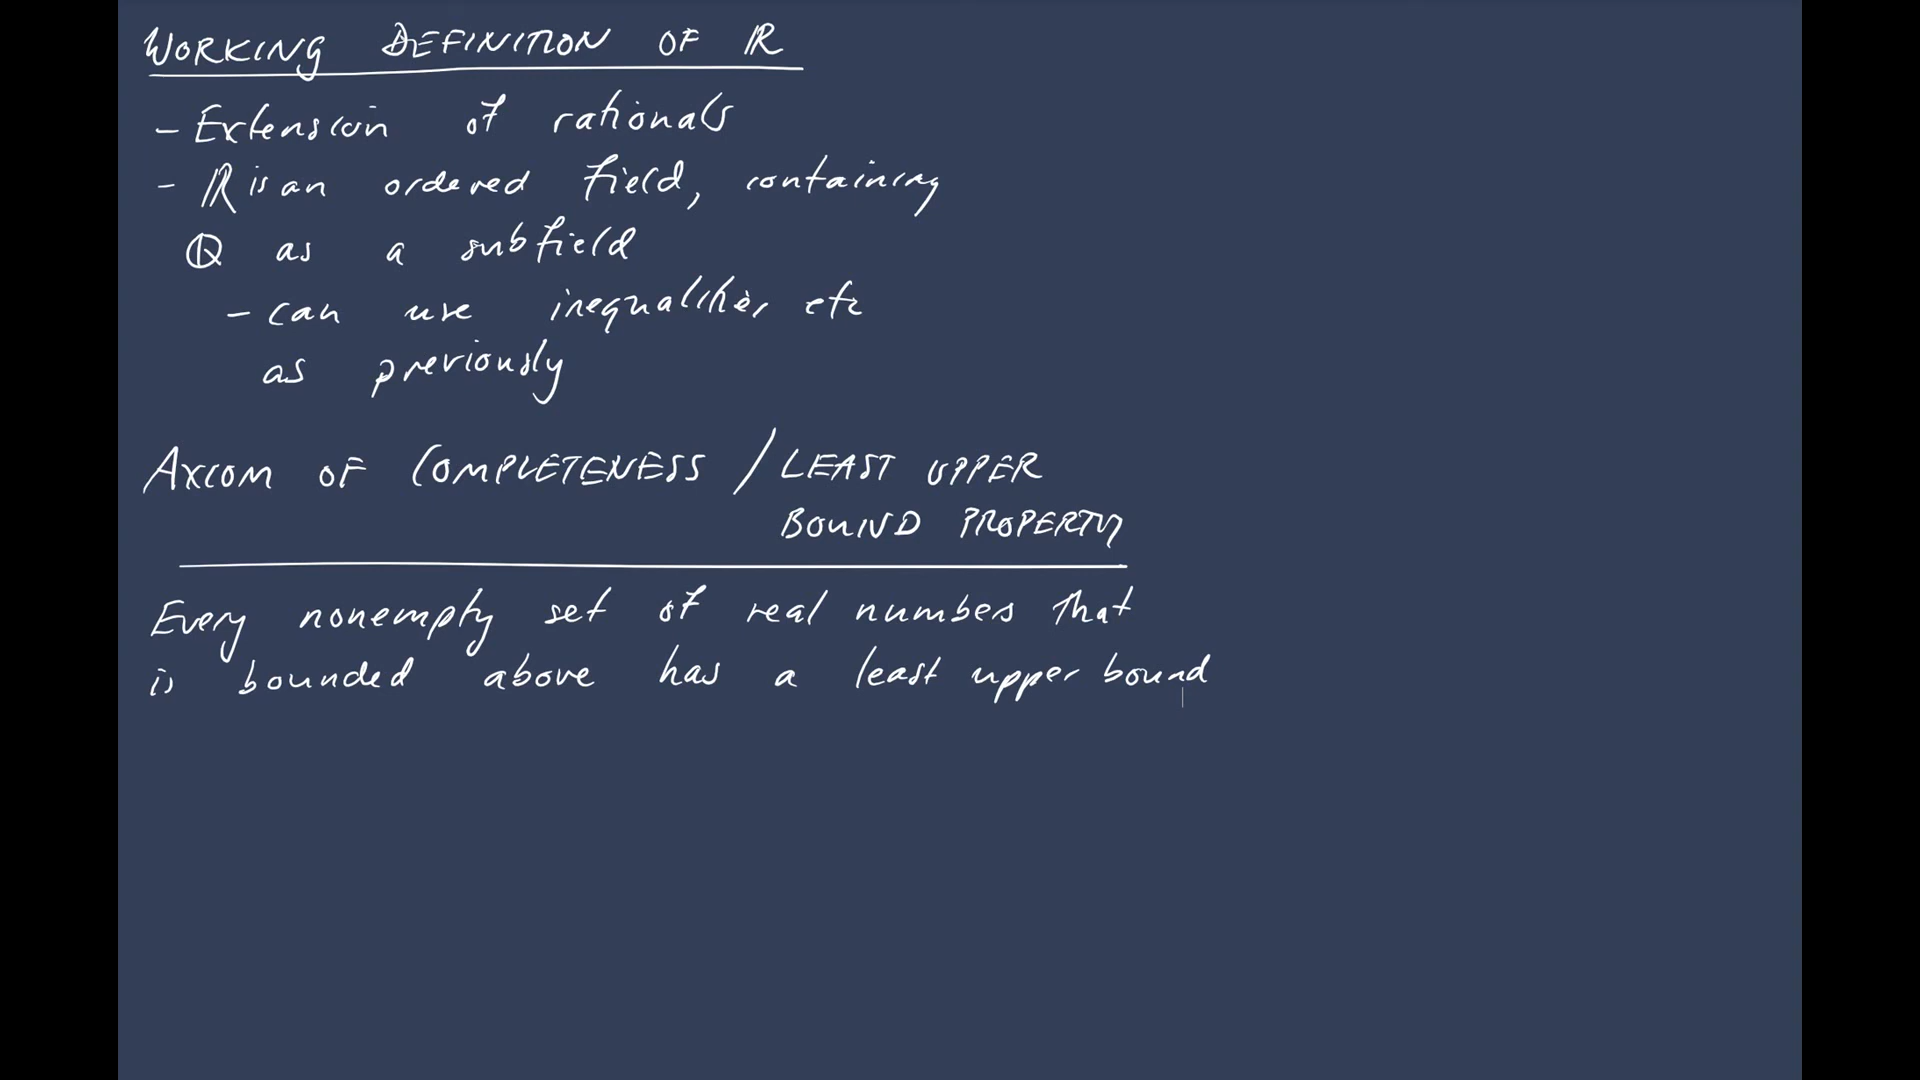 WORKING DEFINITION OF ℝ
- Extension of rationals
- ℝ is an ordered field, containing
ℚ as a subfield
- can use inequalities etc
as previously
AXIOM OF COMPLETENESS / LEAST UPPER
BOUND PROPERTY
Every nonempty set of real numbers that
is bounded above has a least upper bound